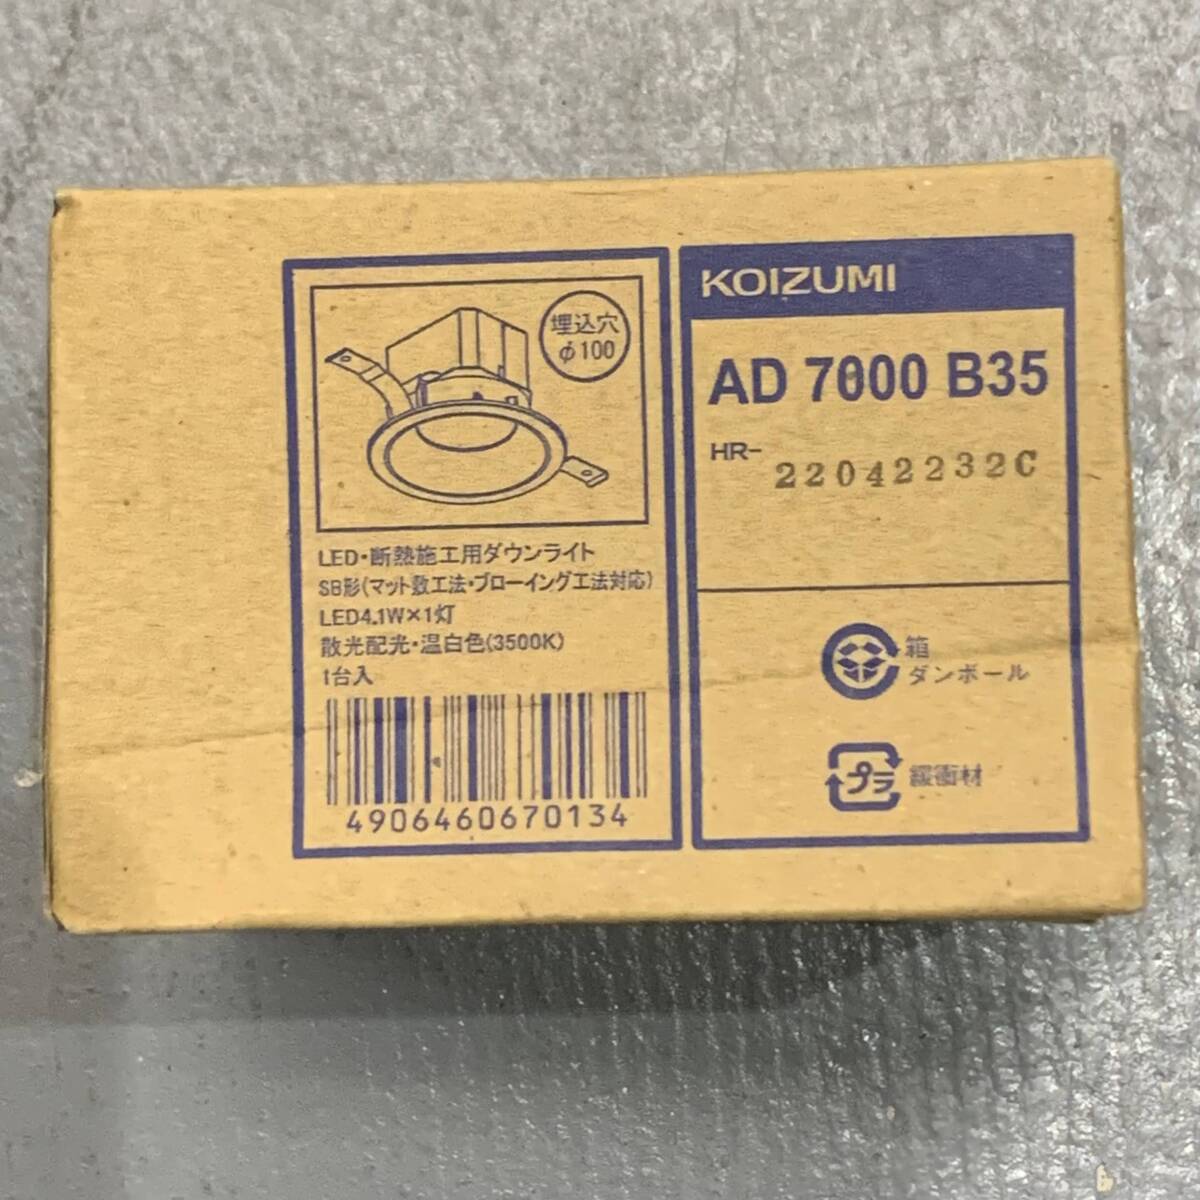 埋込穴
φ100
LED・断熱施工用ダウンライト
SB形(マット敷工法・ブローイング工法対応)
LED4.1W×1灯
散光配光・温白色(3500K)
1台入
4906460670134
KOIZUMI
AD 7000 B35
HR-22042232C
箱
ダンボール
プラ 緩衝材